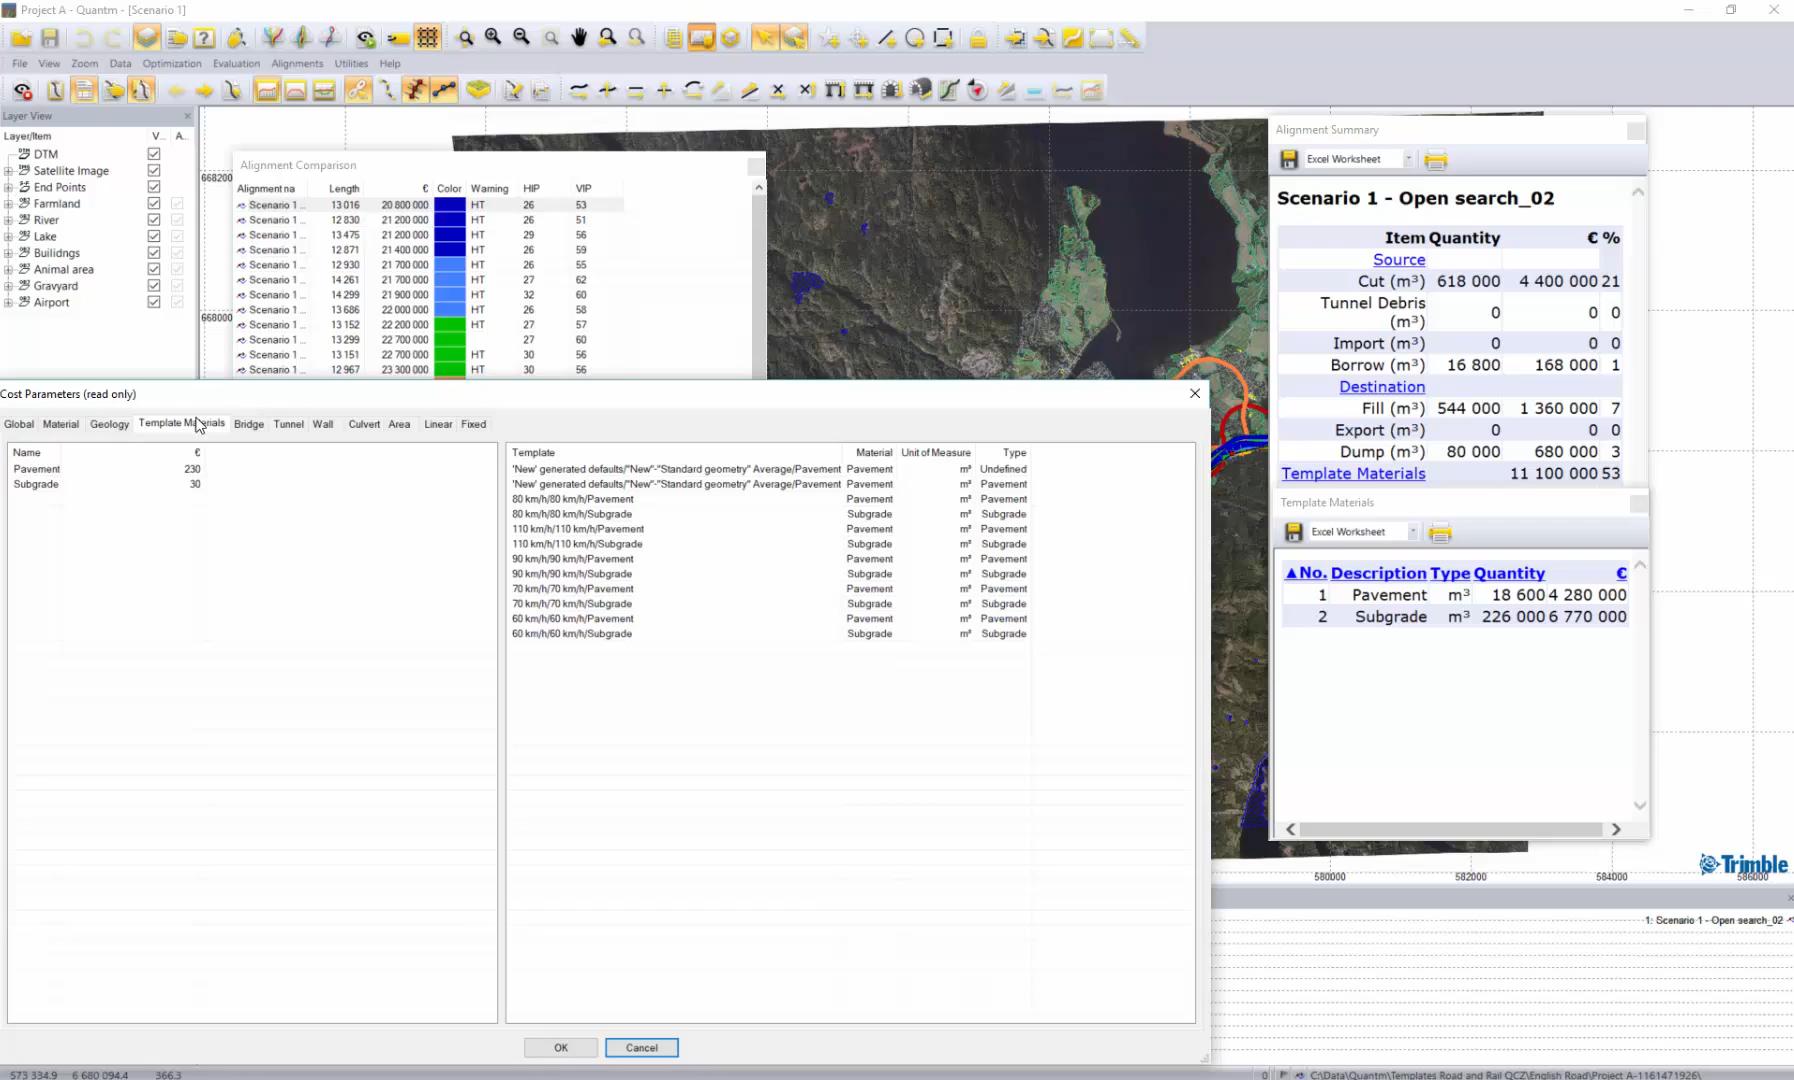 Project A - Quantm - [Scenario 1]
File View Zoom Data Optimization Evaluation Alignments Utilities Help
Layer View
Layer/Item V... A...
DTM
Satellite Image
End Points
Farmland
River
Lake
Builidngs
Animal area
Graveyard
Airport
668200
668000
Alignment Comparison
Alignment na Length € Color Warning HIP VIP
Scenario 1 ... 13 016 20 800 000 HT 26 53
Scenario 1 ... 12 830 21 200 000 HT 26 51
Scenario 1 ... 13 475 21 200 000 HT 29 56
Scenario 1 ... 12 871 21 400 000 HT 26 59
Scenario 1 ... 12 930 21 700 000 HT 26 55
Scenario 1 ... 14 261 21 700 000 HT 27 62
Scenario 1 ... 14 299 21 900 000 HT 32 60
Scenario 1 ... 13 686 22 000 000 HT 26 58
Scenario 1 ... 13 152 22 200 000 HT 27 57
Scenario 1 ... 13 299 22 700 000 27 60
Scenario 1 ... 13 151 22 700 000 HT 30 56
Scenario 1 ... 12 967 23 300 000 HT 30 56
Cost Parameters (read only)
Global Material Geology Template Materials Bridge Tunnel Wall Culvert Area Linear Fixed
Name €
Pavement 230
Subgrade 30
Template Material Unit of Measure Type
'New' generated defaults/"New"-"Standard geometry" Average/Pavement Pavement m³ Undefined
'New' generated defaults/"New"-"Standard geometry" Average/Pavement Pavement m³ Pavement
80 km/h/80 km/h/Pavement Pavement m³ Pavement
80 km/h/80 km/h/Subgrade Subgrade m³ Subgrade
110 km/h/110 km/h/Pavement Pavement m³ Pavement
110 km/h/110 km/h/Subgrade Subgrade m³ Subgrade
90 km/h/90 km/h/Pavement Pavement m³ Pavement
90 km/h/90 km/h/Subgrade Subgrade m³ Subgrade
70 km/h/70 km/h/Pavement Pavement m³ Pavement
70 km/h/70 km/h/Subgrade Subgrade m³ Subgrade
60 km/h/60 km/h/Pavement Pavement m³ Pavement
60 km/h/60 km/h/Subgrade Subgrade m³ Subgrade
OK Cancel
Alignment Summary
Excel Worksheet
Scenario 1 - Open search_02
Item Quantity € %
Source
Cut (m³) 618 000 4 400 000 21
Tunnel Debris (m³) 0 0 0
Import (m³) 0 0 0
Borrow (m³) 16 800 168 000 1
Destination
Fill (m³) 544 000 1 360 000 7
Export (m³) 0 0 0
Dump (m³) 80 000 680 000 3
Template Materials 11 100 000 53
Template Materials
Excel Worksheet
▲No. Description Type Quantity €
1 Pavement m³ 18 600 4 280 000
2 Subgrade m³ 226 000 6 770 000
Trimble
580000 582000 584000 586000
1: Scenario 1 - Open search_02
573 334.9 6 680 094.4 366.3
0 C:\Data\Quantm\Templates Road and Rail QCZ\English Road\Project A-1161471926\